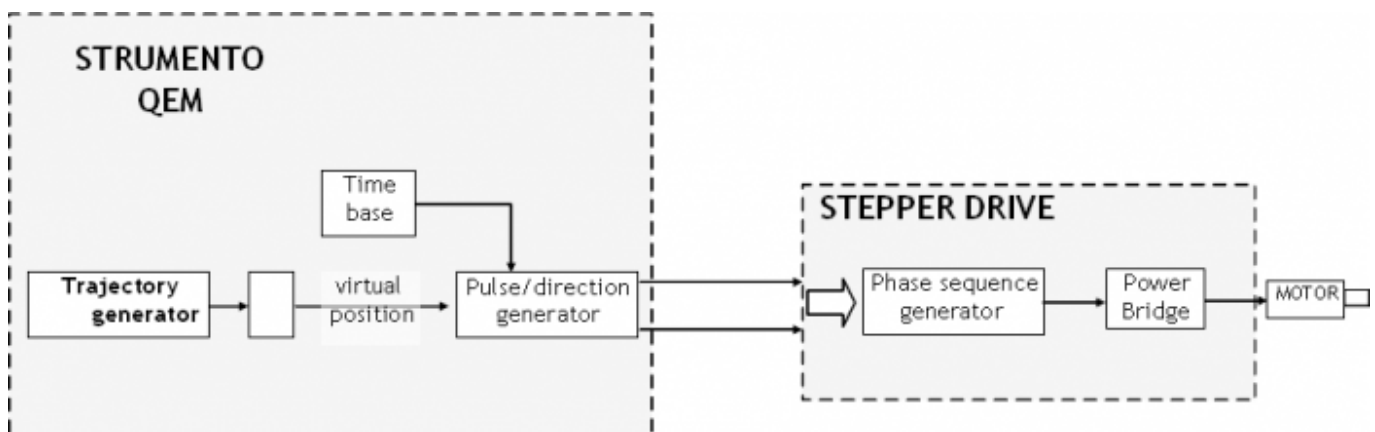 STRUMENTO
QEM
Time
base
STEPPER DRIVE
Trajectory
generator
virtual
position
Pulse/direction
generator
Phase sequence
generator
Power
Bridge
MOTOR